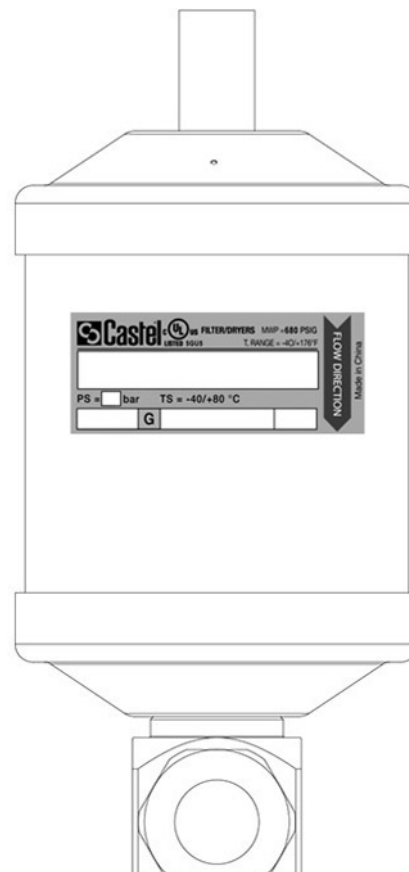 Castel c UL US LISTED SGUS FILTER/DRYERS MWP =680 PSIG
T. RANGE = -40/+176°F
PS = bar TS = -40/+80 °C
G
FLOW DIRECTION
Made in China